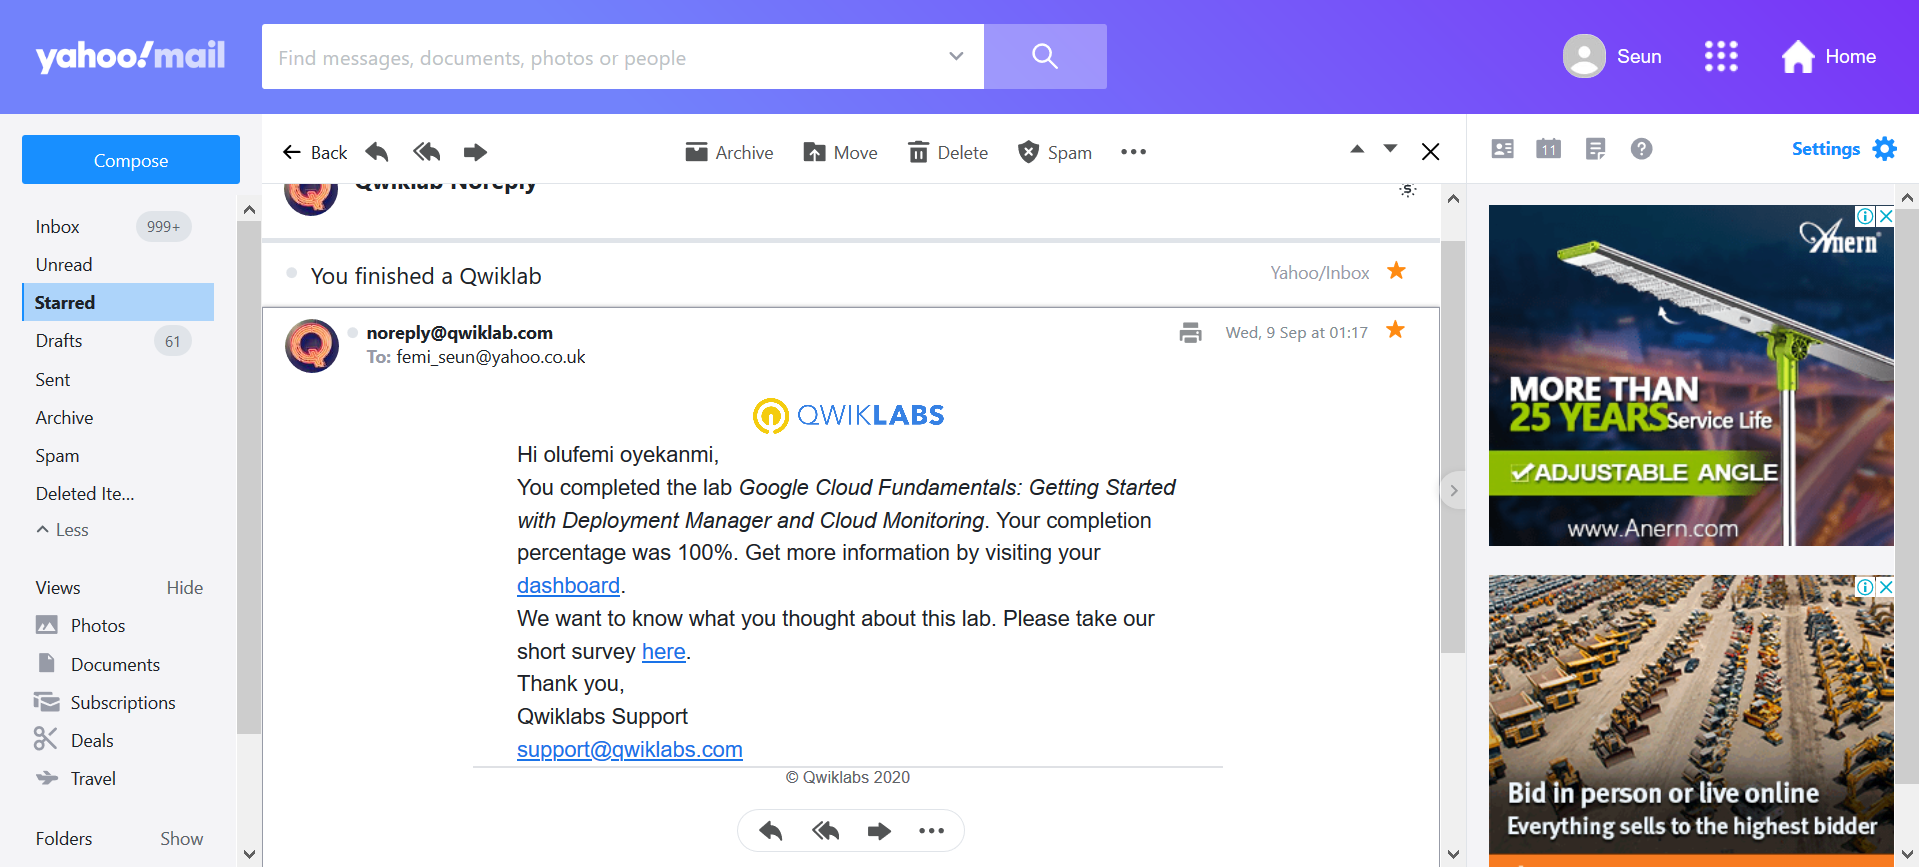 yahoo!mail
Find messages, documents, photos or people
Seun
Home
Compose
Back
Archive
Move
Delete
Spam
11
Settings
Inbox 999+
Unread
Starred
Drafts 61
Sent
Archive
Spam
Deleted Ite...
Less
Views Hide
Photos
Documents
Subscriptions
Deals
Travel
Folders Show
Qwiklab Noreply
You finished a Qwiklab
Yahoo/Inbox
noreply@qwiklab.com
Wed, 9 Sep at 01:17
To: femi_seun@yahoo.co.uk
QWIKLABS
Hi olufemi oyekanmi,
You completed the lab Google Cloud Fundamentals: Getting Started
with Deployment Manager and Cloud Monitoring. Your completion
percentage was 100%. Get more information by visiting your
dashboard.
We want to know what you thought about this lab. Please take our
short survey here.
Thank you,
Qwiklabs Support
support@qwiklabs.com
© Qwiklabs 2020
Anern®
MORE THAN
25 YEARS Service Life
ADJUSTABLE ANGLE
www.Anern.com
Bid in person or live online
Everything sells to the highest bidder